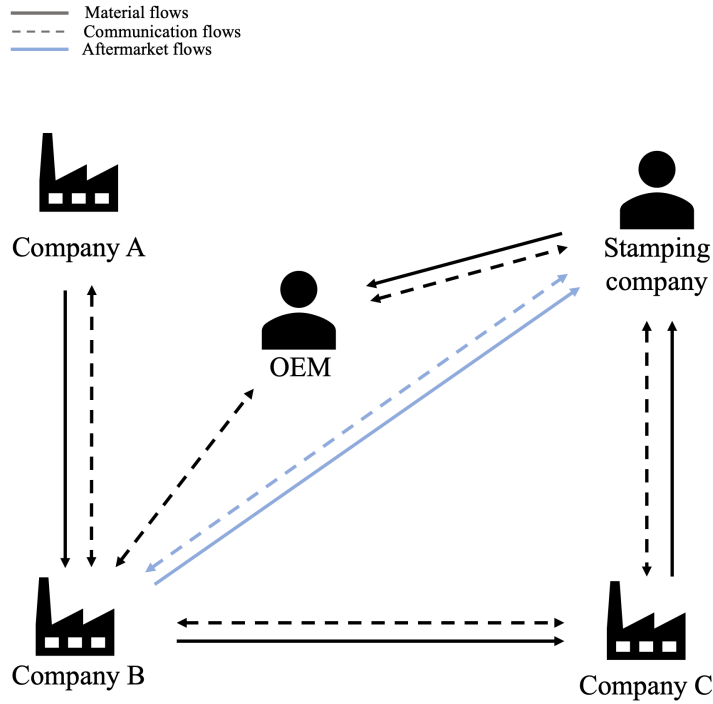 Material flows
Communication flows
Aftermarket flows
Company A
Stamping
company
OEM
Company B
Company C